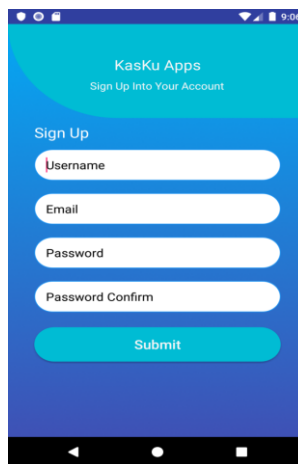 9:06
KasKu Apps
Sign Up Into Your Account
Sign Up
Username
Email
Password
Password Confirm
Submit